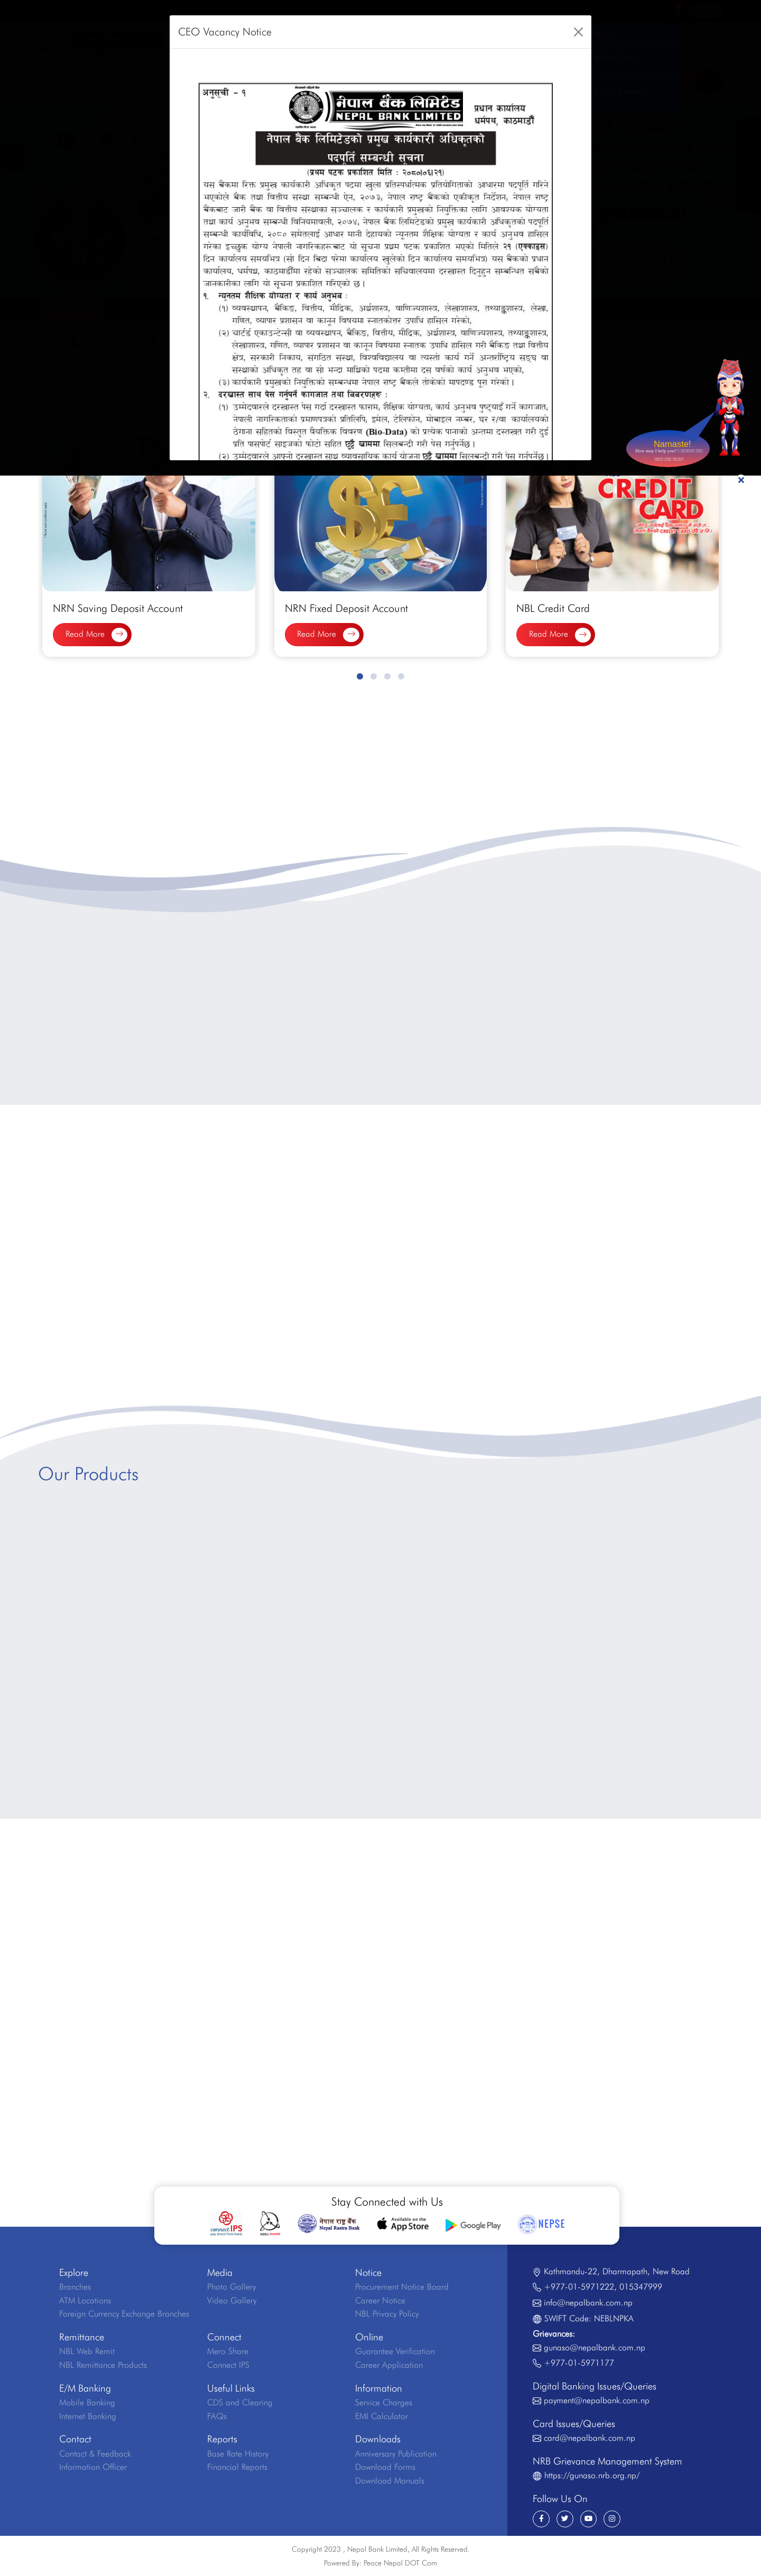 CEO Vacancy Notice
अनुसूची - १
नेपाल बैंक लिमिटेड
NEPAL BANK LIMITED
प्रधान कार्यालय
धर्मपथ, काठमाडौं
नेपाल बैंक लिमिटेडको प्रमुख कार्यकारी अधिकृतको
पदपूर्ति सम्बन्धी सूचना
(प्रथम पटक प्रकाशित मिति : २०८०/०६/२१)
यस बैंकमा रिक्त प्रमुख कार्यकारी अधिकृत पदमा खुला प्रतिस्पर्धात्मक प्रतियोगिताको आधारमा पदपूर्ति गरिने
भएकोले बैंक तथा वित्तीय संस्था सम्बन्धी ऐन, २०७३, नेपाल राष्ट्र बैंकको एकीकृत निर्देशन, नेपाल राष्ट्र
बैंकबाट जारी बैंक वा वित्तीय संस्थाका सञ्चालक र कार्यकारी प्रमुखको नियुक्तिका लागि आवश्यक योग्यता
तथा कार्य अनुभव सम्बन्धी विनियमावली, २०७४, नेपाल बैंक लिमिटेडको प्रमुख कार्यकारी अधिकृतको पदपूर्ति
सम्बन्धी कार्यविधि, २०८० समेतलाई आधार मानी देहायको न्यूनतम शैक्षिक योग्यता र कार्य अनुभव हासिल
गरेका इच्छुक योग्य नेपाली नागरिकहरूबाट यो सूचना प्रथम पटक प्रकाशित भएको मितिले २१ (एक्काइस)
दिन कार्यालय समयभित्र (सो दिन बिदा परेमा कार्यालय खुलेको दिन कार्यालय समयभित्र) यस बैंकको प्रधान
कार्यालय, धर्मपथ, काठमाडौंमा रहेको सञ्चालक समितिको सचिवालयमा दरखास्त दिनुहुन सम्बन्धित सबैको
जानकारीका लागि यो सूचना प्रकाशित गरिएको छ।
१. न्यूनतम शैक्षिक योग्यता र कार्य अनुभव :
(१) व्यवस्थापन, बैंकिङ्ग, वित्तीय, मौद्रिक, अर्थशास्त्र, वाणिज्यशास्त्र, लेखाशास्त्र, तथ्याङ्कशास्त्र, लेखा,
गणित, व्यापार प्रशासन वा कानून विषयमा स्नातकोत्तर उपाधि हासिल गरेको,
(२) चार्टर्ड एकाउन्टेन्सी वा व्यवस्थापन, बैंकिङ्ग, वित्तीय, मौद्रिक, अर्थशास्त्र, वाणिज्यशास्त्र, तथ्याङ्कशास्त्र,
लेखाशास्त्र, गणित, व्यापार प्रशासन वा कानून विषयमा कम्तीमा स्नातक उपाधि हासिल गरी बैंकिङ्ग वा वित्तीय
क्षेत्र, सरकारी निकाय, संगठित संस्था, विश्वविद्यालय वा त्यस्तो कार्य गर्ने अन्तर्राष्ट्रिय सङ्घ वा
संस्थाको अधिकृत तह वा सो भन्दा माथिको पदमा कम्तीमा दस वर्षको कार्य अनुभव भएको,
(३) कार्यकारी प्रमुखको नियुक्तिको सम्बन्धमा नेपाल राष्ट्र बैंकले तोकेको मापदण्ड पूरा गरेको।
२. दरखास्त साथ पेस गर्नुपर्ने कागजात तथा विवरणहरू :
(१) उम्मेदवारले दरखास्त पेस गर्दा दरखास्त फाराम, शैक्षिक योग्यता, कार्य अनुभव पुष्ट्याइँ गर्ने कागजात,
नेपाली नागरिकताको प्रमाणपत्रको प्रतिलिपि, इमेल, टेलिफोन, मोबाइल नम्बर, घर र/वा कार्यालयको
ठेगाना सहितको विस्तृत वैयक्तिक विवरण (Bio-Data) को प्रत्येक पानाको अन्तमा दस्तखत गरी दुई
प्रति पासपोर्ट साइजको फोटो सहित छुट्टै खाममा सिलबन्दी गरी पेस गर्नुपर्नेछ।
(२) उम्मेदवारले आफ्नो दरखास्त साथ व्यावसायिक कार्य योजना छुट्टै खाममा सिलबन्दी गरी पेस गर्नुपर्नेछ।
Namaste!
How may I help you?
CREDIT
CARD
NRN Saving Deposit Account
NRN Fixed Deposit Account
NBL Credit Card
Read More
Read More
Read More
Our Products
Stay Connected with Us
connectIPS
नेपाल राष्ट्र बैंक
Nepal Rastra Bank
Available on the
App Store
Google Play
NEPSE
Explore
Branches
ATM Locations
Foreign Currency Exchange Branches
Media
Photo Gallery
Video Gallery
Notice
Procurement Notice Board
Career Notice
NBL Privacy Policy
Remittance
NBL Web Remit
NBL Remittance Products
Connect
Mero Share
Connect IPS
Online
Guarantee Verification
Career Application
E/M Banking
Mobile Banking
Internet Banking
Useful Links
CDS and Clearing
FAQs
Information
Service Charges
EMI Calculator
Contact
Contact & Feedback
Information Officer
Reports
Base Rate History
Financial Reports
Downloads
Anniversary Publication
Download Forms
Download Manuals
Kathmandu-22, Dharmapath, New Road
+977-01-5971222, 015347999
info@nepalbank.com.np
SWIFT Code: NEBLNPKA
Grievances:
gunaso@nepalbank.com.np
+977-01-5971177
Digital Banking Issues/Queries
payment@nepalbank.com.np
Card Issues/Queries
card@nepalbank.com.np
NRB Grievance Management System
https://gunaso.nrb.org.np/
Follow Us On
Copyright 2023 , Nepal Bank Limited, All Rights Reserved.
Powered By: Peace Nepal DOT Com